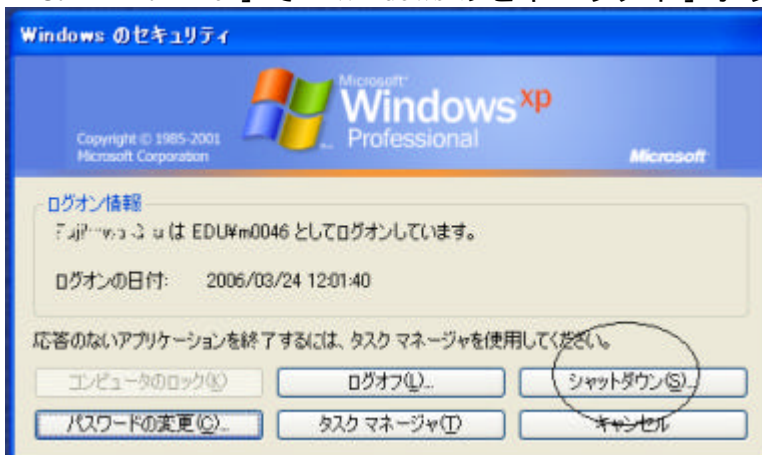 Windows のセキュリティ
Microsoft
Windows xp
Professional
Copyright © 1985-2001
Microsoft Corporation
Microsoft
ログオン情報
は EDU¥m0046 としてログオンしています。
ログオンの日付: 2006/03/24 12:01:40
応答のないアプリケーションを終了するには、タスク マネージャを使用してください。
コンピュータのロック(K) ログオフ(L)... シャットダウン(S)...
パスワードの変更(C)... タスク マネージャ(T) キャンセル